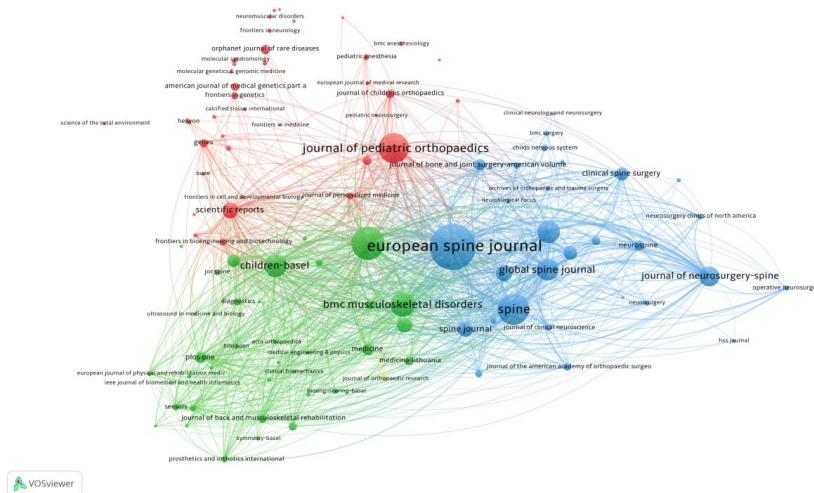 neuromuscular disorders
frontiers in neurology
bmc anesthesiology
orphanet journal of rare diseases
pediatric anesthesia
molecular syndromology
molecular genetics & genomic medicine
european journal of medical research
american journal of medical genetics part a
journal of childrens orthopaedics
frontiers in genetics
calcified tissue international
clinical neurology and neurosurgery
pediatric neurosurgery
science of the total environment
heliyon
frontiers in medicine
bmc surgery
genes
journal of pediatric orthopaedics
childs nervous system
journal of bone and joint surgery-american volume
bone
clinical spine surgery
archives of orthopaedic and trauma surgery
frontiers in cell and developmental biology
journal of personalized medicine
neurosurgical focus
scientific reports
neurosurgery clinics of north america
frontiers in bioengineering and biotechnology
european spine journal
neurospine
children-basel
jor spine
global spine journal
journal of neurosurgery-spine
operative neurosurge
diagnostics
bmc musculoskeletal disorders
neurosurgery
ultrasound in medicine and biology
spine
spine journal
journal of clinical neuroscience
hss journal
acta orthopaedica
bmj open
medicine
medical engineering & physics
plos one
medicina-lithuania
journal of the american academy of orthopaedic surgeo
european journal of physical and rehabilitation medic
clinical biomechanics
journal of orthopaedic research
ieee journal of biomedical and health informatics
bioengineering-basel
sensors
journal of back and musculoskeletal rehabilitation
symmetry-basel
prosthetics and orthotics international
VOSviewer